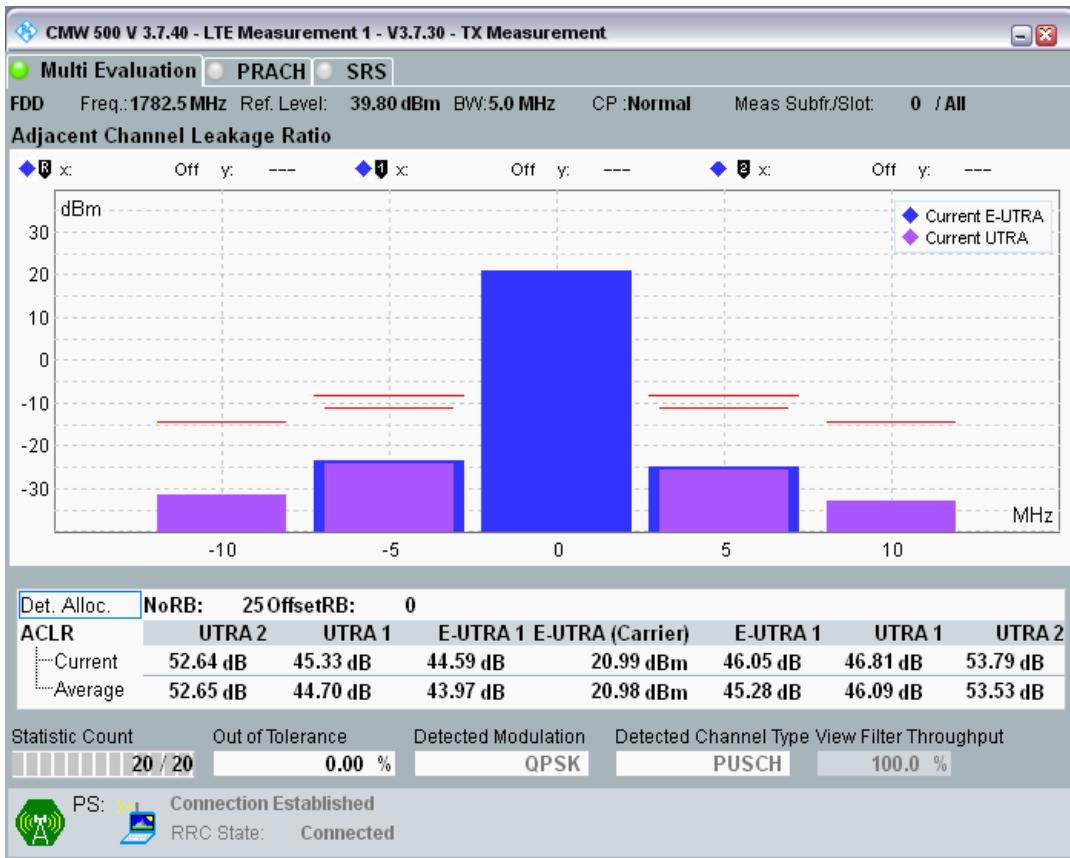 CMW 500 V 3.7.40 - LTE Measurement 1 - V3.7.30 - TX Measurement
Multi Evaluation PRACH SRS
FDD Freq.:1782.5 MHz Ref. Level: 39.80 dBm BW:5.0 MHz CP :Normal Meas Subfr./Slot: 0 / All
Adjacent Channel Leakage Ratio
R x: Off y: --- 1 x: Off y: --- 2 x: Off y: ---
dBm
Current E-UTRA
Current UTRA
30
20
10
0
-10
-20
-30
MHz
-10 -5 0 5 10
Det. Alloc. NoRB: 25 OffsetRB: 0
ACLR UTRA 2 UTRA 1 E-UTRA 1 E-UTRA (Carrier) E-UTRA 1 UTRA 1 UTRA 2
Current 52.64 dB 45.33 dB 44.59 dB 20.99 dBm 46.05 dB 46.81 dB 53.79 dB
Average 52.65 dB 44.70 dB 43.97 dB 20.98 dBm 45.28 dB 46.09 dB 53.53 dB
Statistic Count Out of Tolerance Detected Modulation Detected Channel Type View Filter Throughput
20 / 20 0.00 % QPSK PUSCH 100.0 %
PS: Connection Established
RRC State: Connected